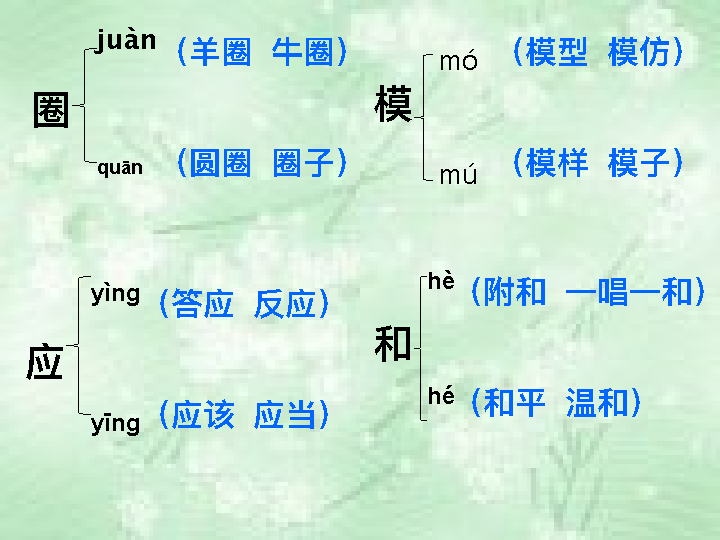 圈
juàn （羊圈 牛圈）
quān （圆圈 圈子）
模
mó （模型 模仿）
mú （模样 模子）
应
yìng （答应 反应）
yīng （应该 应当）
和
hè （附和 一唱一和）
hé （和平 温和）